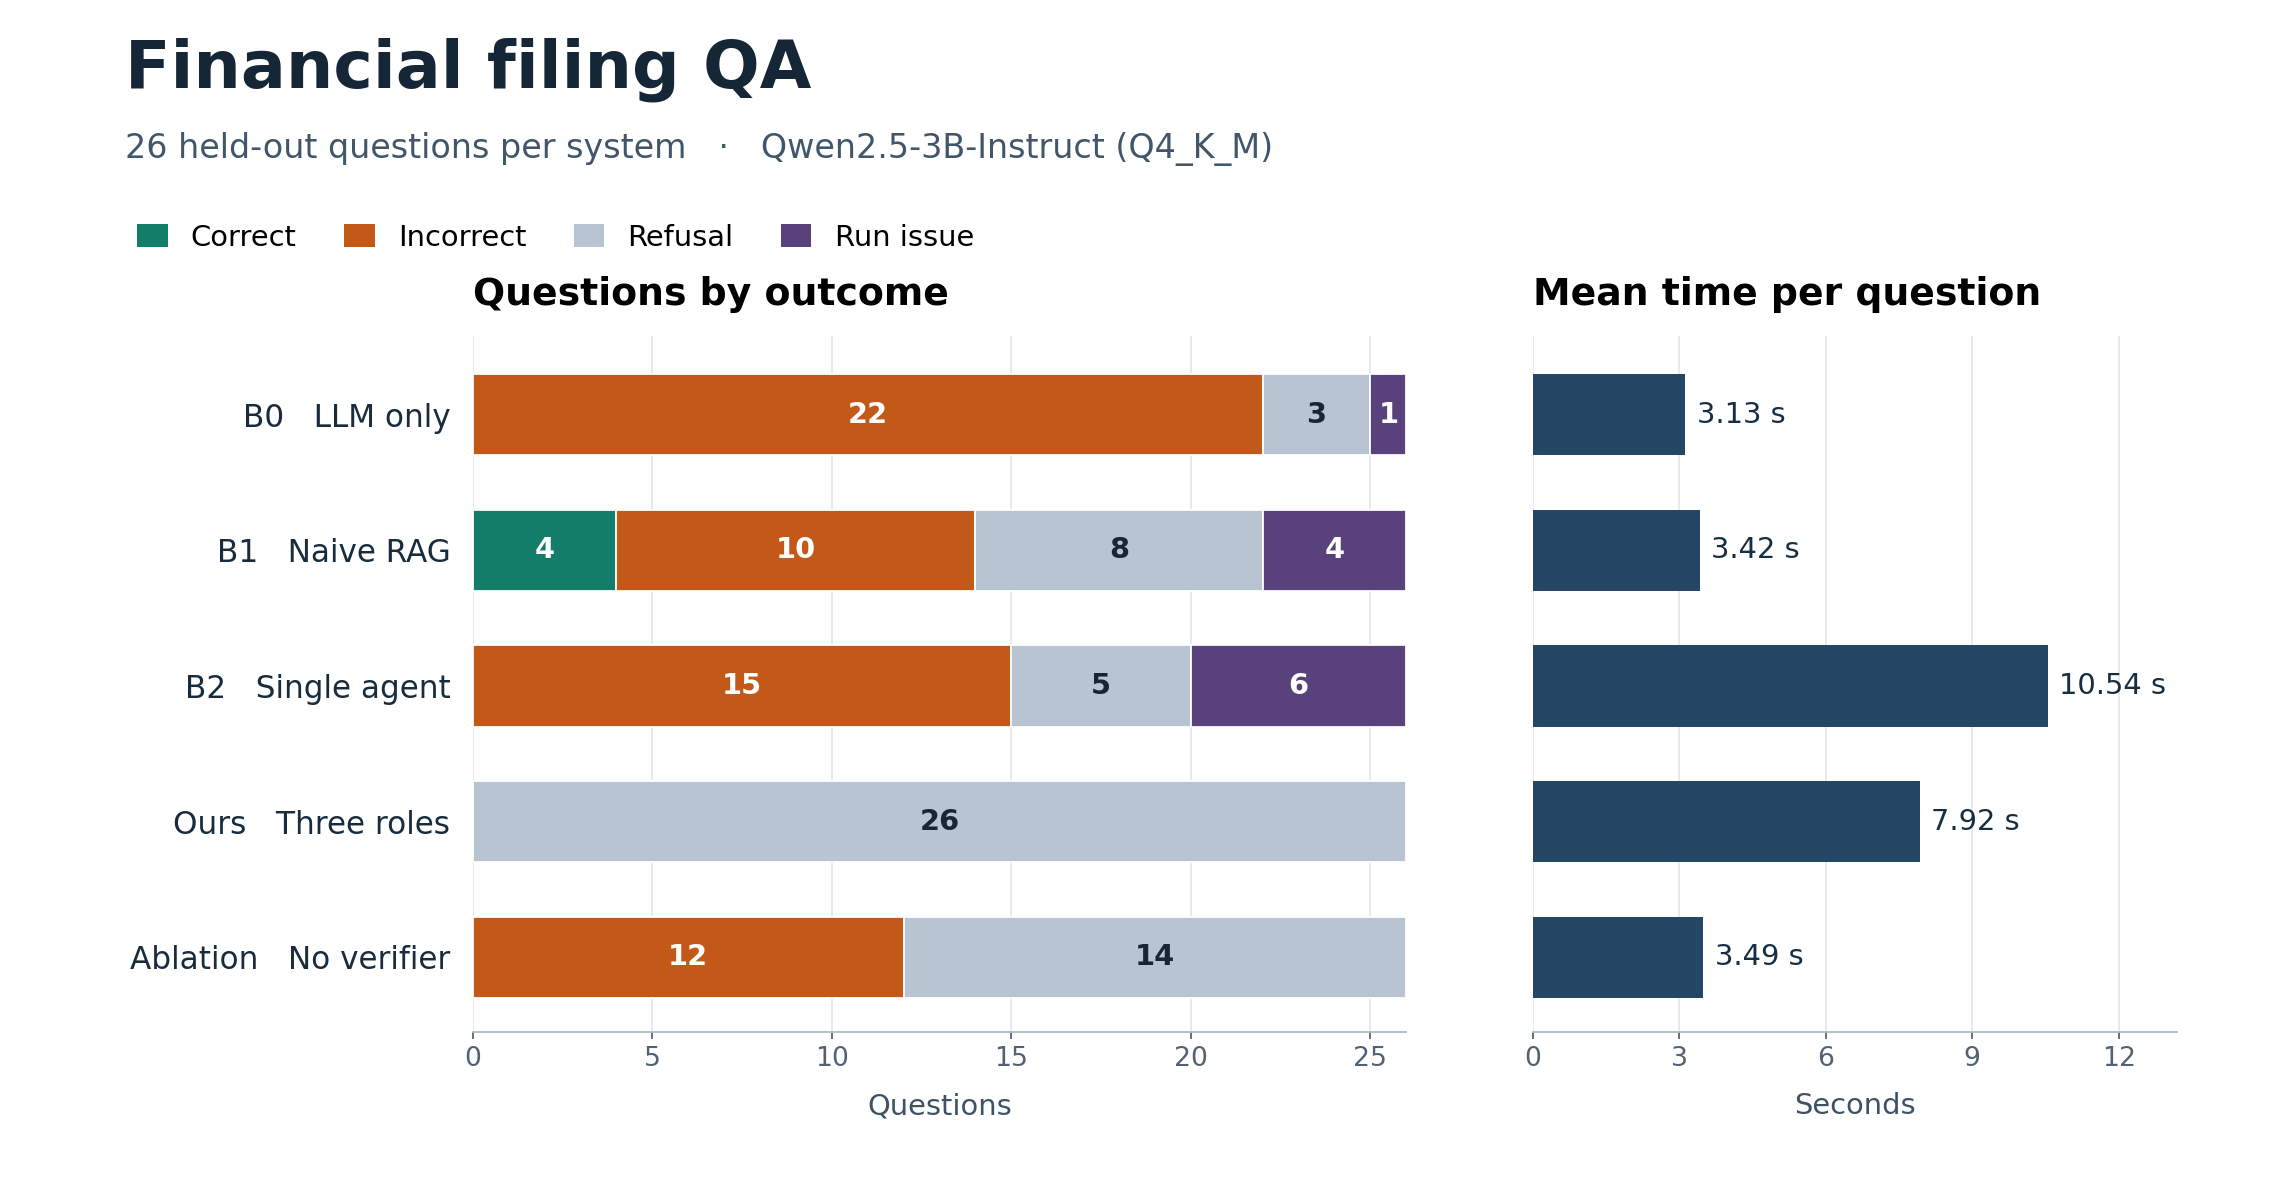 Financial filing QA
26 held-out questions per system · Qwen2.5-3B-Instruct (Q4_K_M)
Correct Incorrect Refusal Run issue
Questions by outcome
B0 LLM only 22 3 1
B1 Naive RAG 4 10 8 4
B2 Single agent 15 5 6
Ours Three roles 26
Ablation No verifier 12 14
0 5 10 15 20 25
Questions
Mean time per question
3.13 s
3.42 s
10.54 s
7.92 s
3.49 s
0 3 6 9 12
Seconds